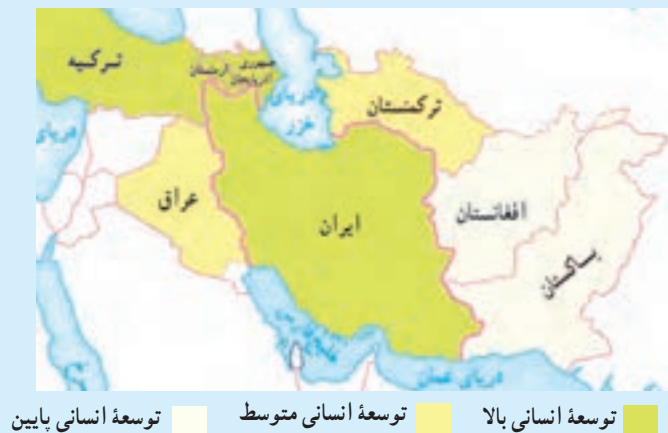 ترکیه
ارمنستان
آذربایجان
دریای
خزر
ترکمنستان
دریای
عراق
ایران
افغانستان
پاکستان
دریای عمان
توسعهٔ انسانی بالا
توسعهٔ انسانی متوسط
توسعهٔ انسانی پایین